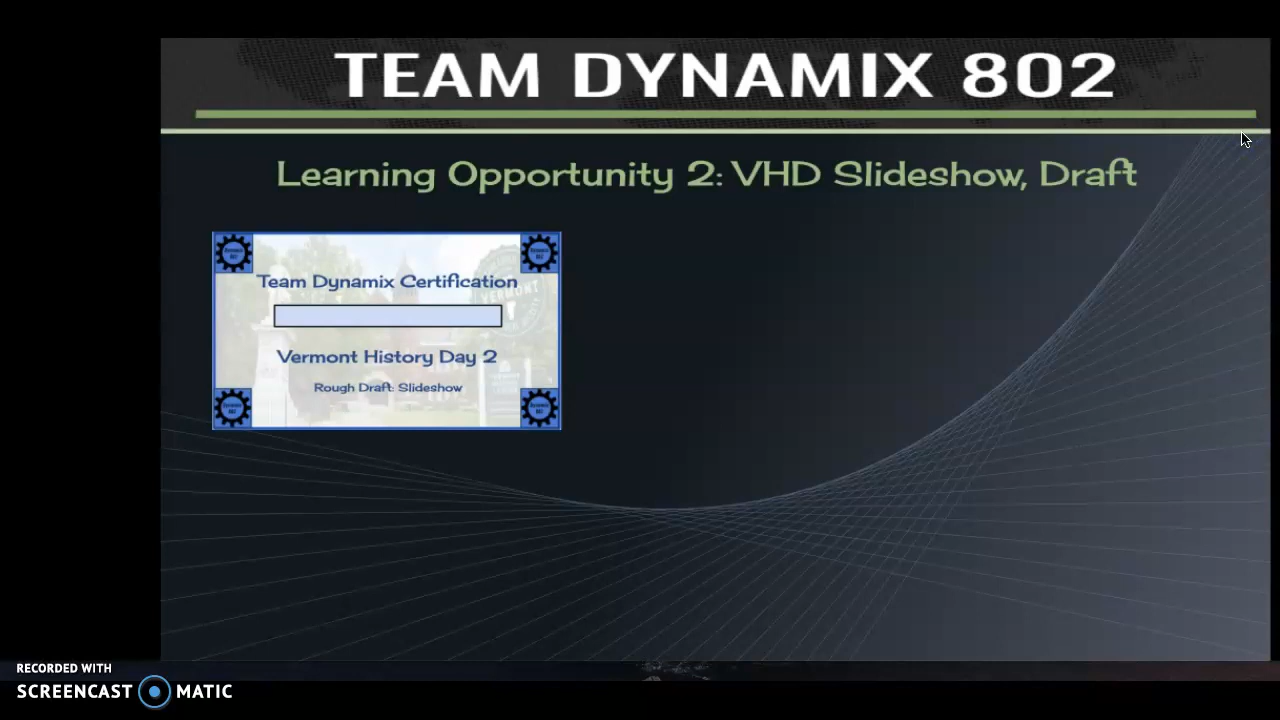 TEAM DYNAMIX 802
Learning Opportunity 2: VHD Slideshow, Draft
Team Dynamix Certification
VERMONT
Vermont History Day 2
Rough Draft: Slideshow
RECORDED WITH
SCREENCAST MATIC